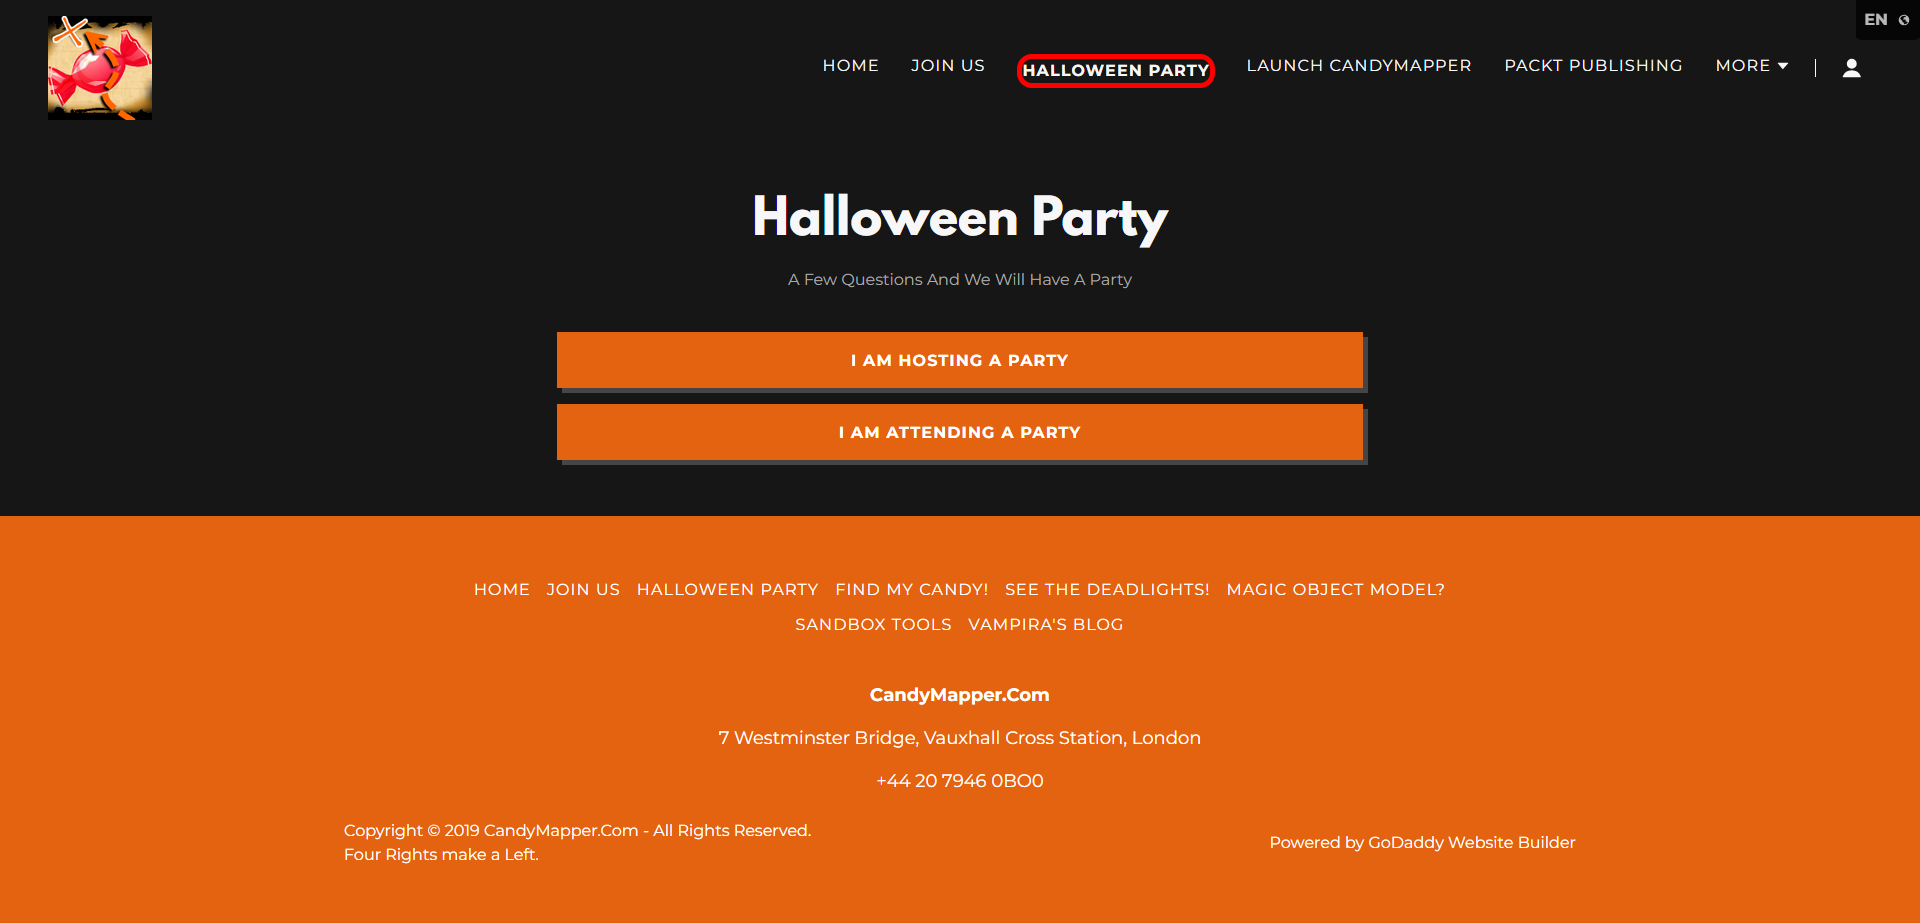 EN
HOME JOIN US HALLOWEEN PARTY LAUNCH CANDYMAPPER PACKT PUBLISHING MORE
Halloween Party
A Few Questions And We Will Have A Party
I AM HOSTING A PARTY
I AM ATTENDING A PARTY
HOME JOIN US HALLOWEEN PARTY FIND MY CANDY! SEE THE DEADLIGHTS! MAGIC OBJECT MODEL?
SANDBOX TOOLS VAMPIRA'S BLOG
CandyMapper.Com
7 Westminster Bridge, Vauxhall Cross Station, London
+44 20 7946 0BO0
Copyright © 2019 CandyMapper.Com - All Rights Reserved.
Four Rights make a Left.
Powered by GoDaddy Website Builder